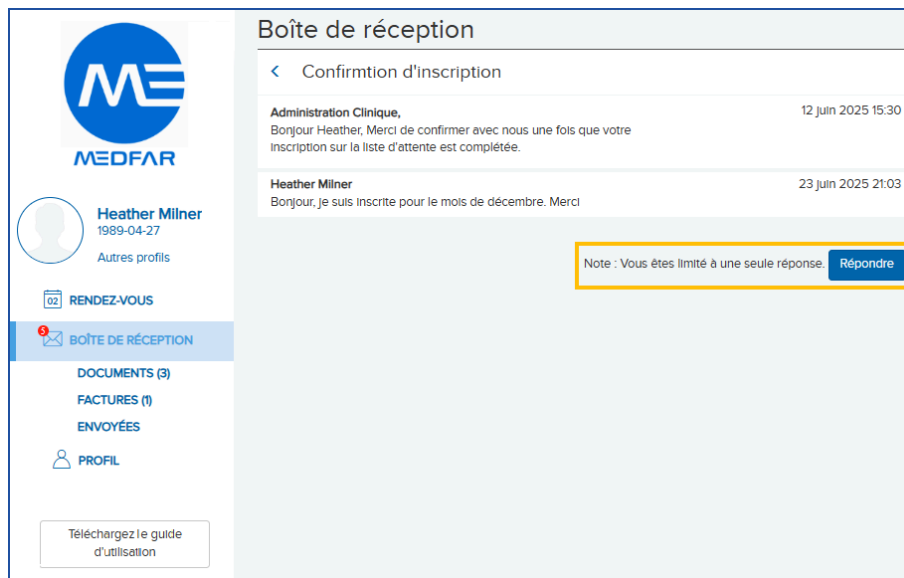 ME
MEDFAR
Heather Milner
1989-04-27
Autres profils
02 RENDEZ-VOUS
5 BOÎTE DE RÉCEPTION
DOCUMENTS (3)
FACTURES (1)
ENVOYÉES
PROFIL
Téléchargez le guide
d'utilisation
Boîte de réception
< Confirmtion d'inscription
Administration Clinique, 12 juin 2025 15:30
Bonjour Heather, Merci de confirmer avec nous une fois que votre
inscription sur la liste d'attente est complétée.
Heather Milner 23 juin 2025 21:03
Bonjour, je suis inscrite pour le mois de décembre. Merci
Note : Vous êtes limité à une seule réponse. Répondre